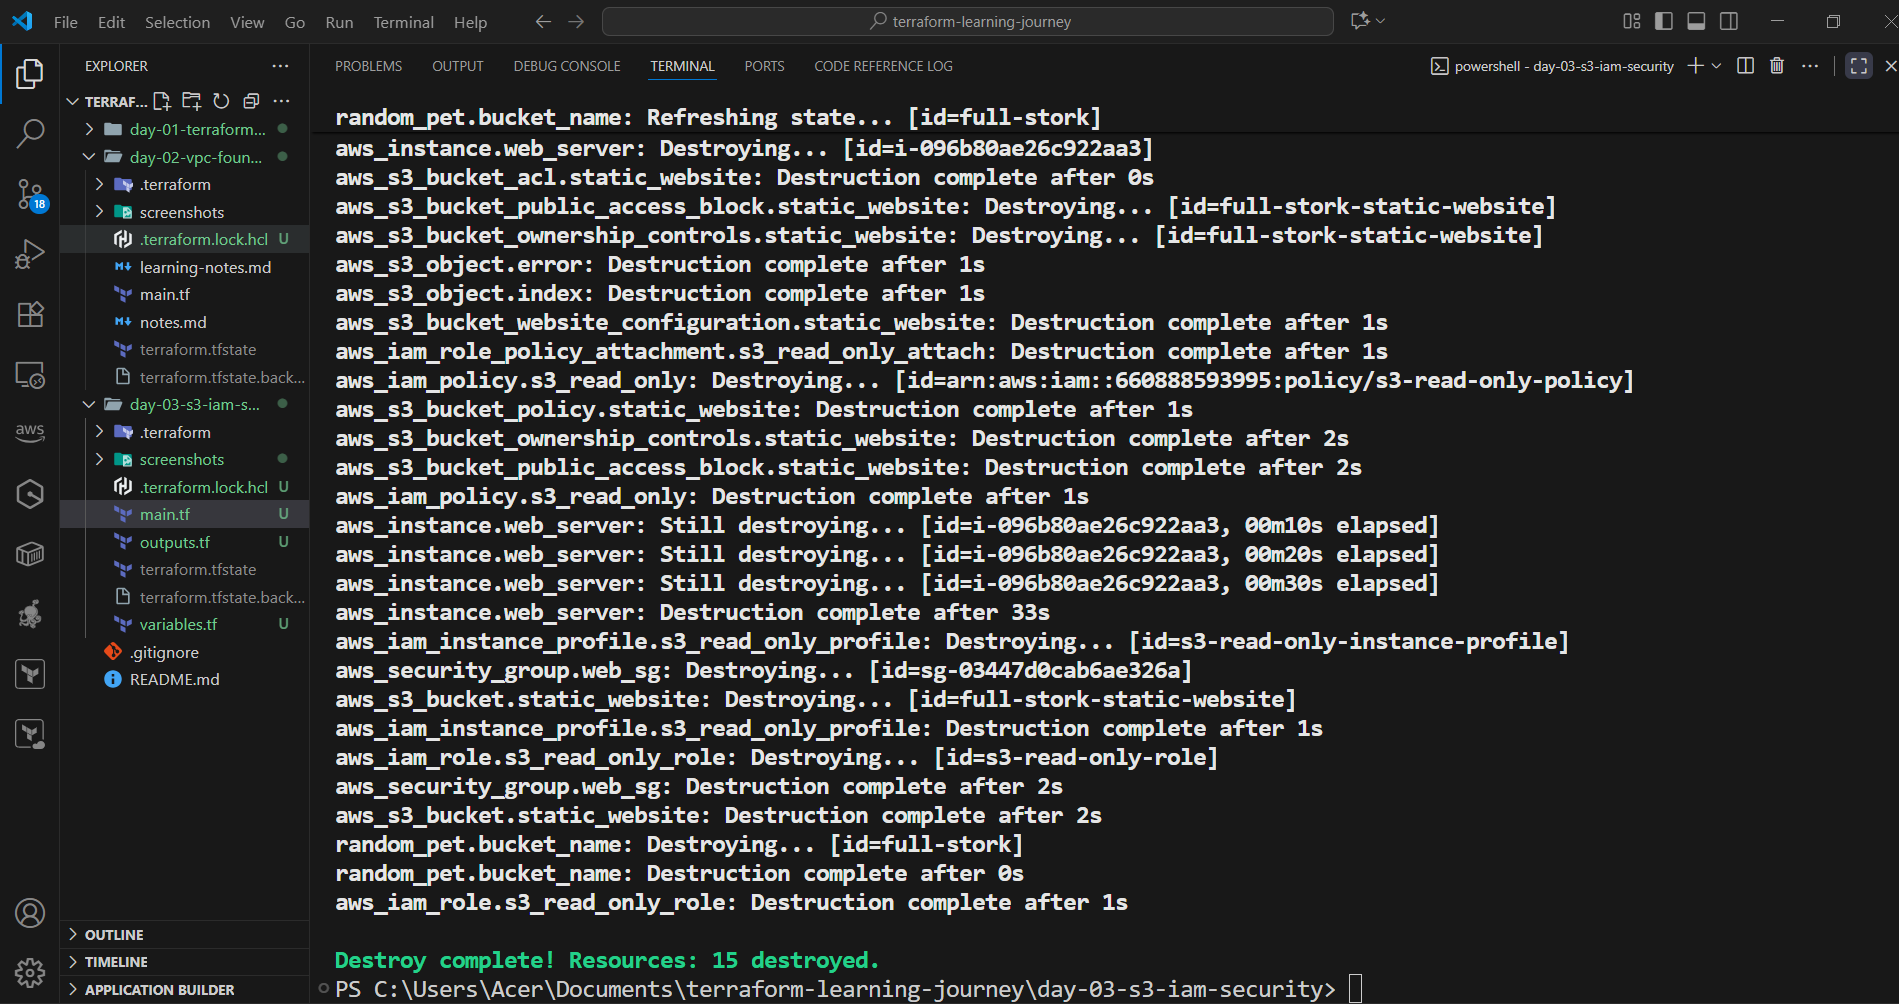 File Edit Selection View Go Run Terminal Help
terraform-learning-journey
EXPLORER
TERRAF...
day-01-terraform...
day-02-vpc-foun...
.terraform
screenshots
.terraform.lock.hcl U
learning-notes.md
main.tf
notes.md
terraform.tfstate
terraform.tfstate.back...
day-03-s3-iam-s...
.terraform
screenshots
.terraform.lock.hcl U
main.tf U
outputs.tf U
terraform.tfstate
terraform.tfstate.back...
variables.tf U
.gitignore
README.md
OUTLINE
TIMELINE
APPLICATION BUILDER
18
aws
PROBLEMS OUTPUT DEBUG CONSOLE TERMINAL PORTS CODE REFERENCE LOG
powershell - day-03-s3-iam-security
random_pet.bucket_name: Refreshing state... [id=full-stork]
aws_instance.web_server: Destroying... [id=i-096b80ae26c922aa3]
aws_s3_bucket_acl.static_website: Destruction complete after 0s
aws_s3_bucket_public_access_block.static_website: Destroying... [id=full-stork-static-website]
aws_s3_bucket_ownership_controls.static_website: Destroying... [id=full-stork-static-website]
aws_s3_object.error: Destruction complete after 1s
aws_s3_object.index: Destruction complete after 1s
aws_s3_bucket_website_configuration.static_website: Destruction complete after 1s
aws_iam_role_policy_attachment.s3_read_only_attach: Destruction complete after 1s
aws_iam_policy.s3_read_only: Destroying... [id=arn:aws:iam::660888593995:policy/s3-read-only-policy]
aws_s3_bucket_policy.static_website: Destruction complete after 1s
aws_s3_bucket_ownership_controls.static_website: Destruction complete after 2s
aws_s3_bucket_public_access_block.static_website: Destruction complete after 2s
aws_iam_policy.s3_read_only: Destruction complete after 1s
aws_instance.web_server: Still destroying... [id=i-096b80ae26c922aa3, 00m10s elapsed]
aws_instance.web_server: Still destroying... [id=i-096b80ae26c922aa3, 00m20s elapsed]
aws_instance.web_server: Still destroying... [id=i-096b80ae26c922aa3, 00m30s elapsed]
aws_instance.web_server: Destruction complete after 33s
aws_iam_instance_profile.s3_read_only_profile: Destroying... [id=s3-read-only-instance-profile]
aws_security_group.web_sg: Destroying... [id=sg-03447d0cab6ae326a]
aws_s3_bucket.static_website: Destroying... [id=full-stork-static-website]
aws_iam_instance_profile.s3_read_only_profile: Destruction complete after 1s
aws_iam_role.s3_read_only_role: Destroying... [id=s3-read-only-role]
aws_security_group.web_sg: Destruction complete after 2s
aws_s3_bucket.static_website: Destruction complete after 2s
random_pet.bucket_name: Destroying... [id=full-stork]
random_pet.bucket_name: Destruction complete after 0s
aws_iam_role.s3_read_only_role: Destruction complete after 1s
Destroy complete! Resources: 15 destroyed.
PS C:\Users\Acer\Documents\terraform-learning-journey\day-03-s3-iam-security>